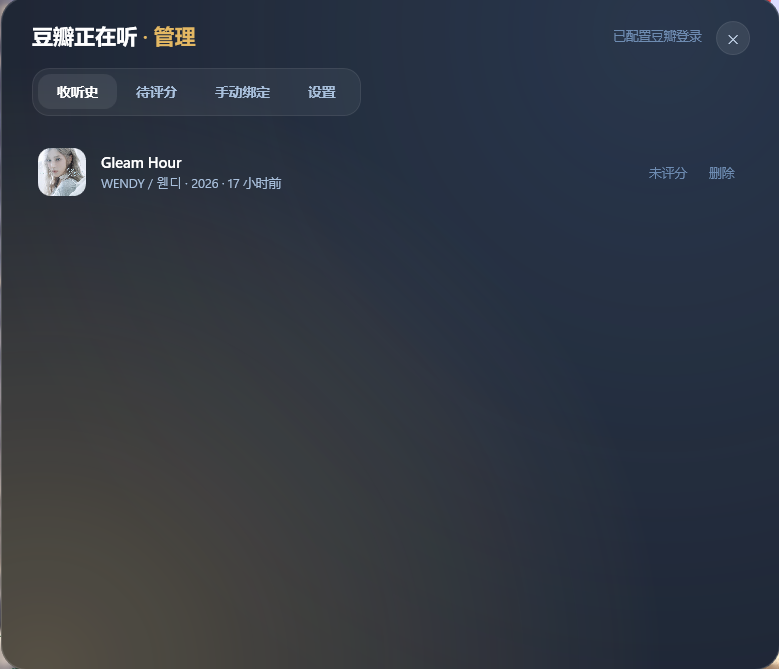 豆瓣正在听 · 管理
已配置豆瓣登录
收听史 待评分 手动绑定 设置
Gleam Hour
WENDY / 웬디 · 2026 · 17 小时前
未评分 删除